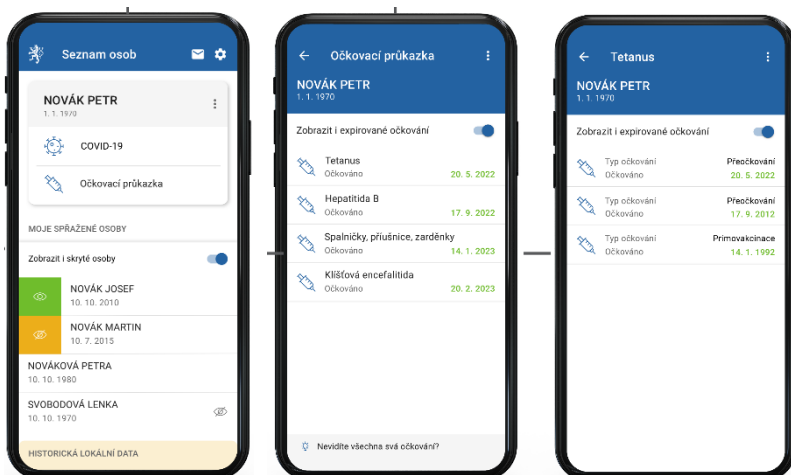 Seznam osob
NOVÁK PETR
1. 1. 1970
COVID-19
Očkovací průkazka
MOJE SPŘAŽENÉ OSOBY
Zobrazit i skryté osoby
NOVÁK JOSEF
10. 10. 2010
NOVÁK MARTIN
10. 7. 2015
NOVÁKOVÁ PETRA
10. 10. 1980
SVOBODOVÁ LENKA
10. 10. 1970
HISTORICKÁ LOKÁLNÍ DATA
Očkovací průkazka
NOVÁK PETR
1. 1. 1970
Zobrazit i expirované očkování
Tetanus
Očkováno 20. 5. 2022
Hepatitida B
Očkováno 17. 9. 2022
Spalničky, příušnice, zarděnky
Očkováno 14. 1. 2023
Klíšťová encefalitida
Očkováno 20. 2. 2023
Nevidíte všechna svá očkování?
Tetanus
NOVÁK PETR
1. 1. 1970
Zobrazit i expirované očkování
Typ očkování Přeočkování
Očkováno 20. 5. 2022
Typ očkování Přeočkování
Očkováno 17. 9. 2012
Typ očkování Primovakcinace
Očkováno 14. 1. 1992